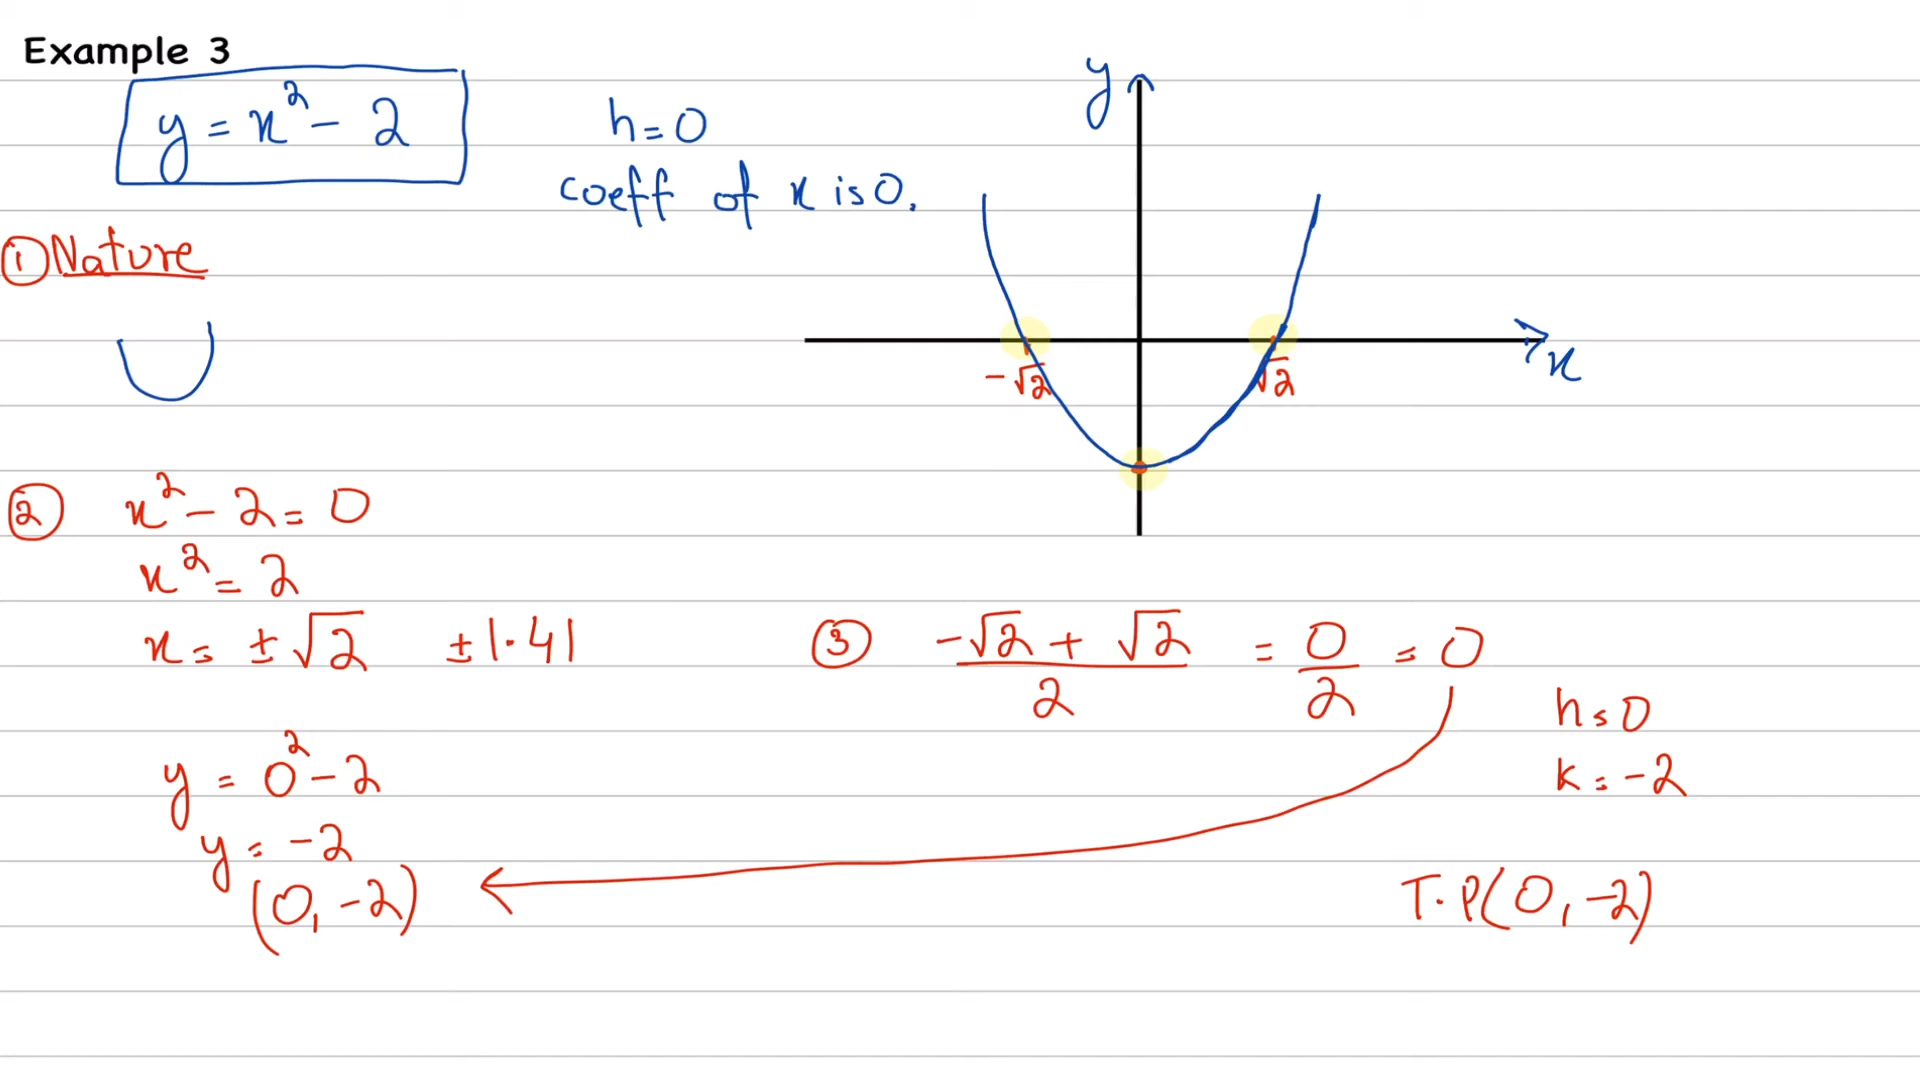 Example 3
y = x² - 2
h = 0
coeff of x is 0.
① Nature
y
x
-√2
√2
② x² - 2 = 0
x² = 2
x = ±√2 ±1.41
③ (-√2 + √2)/2 = 0/2 = 0
h = 0
k = -2
y = 0² - 2
y = -2
(0, -2)
T.P(0, -2)